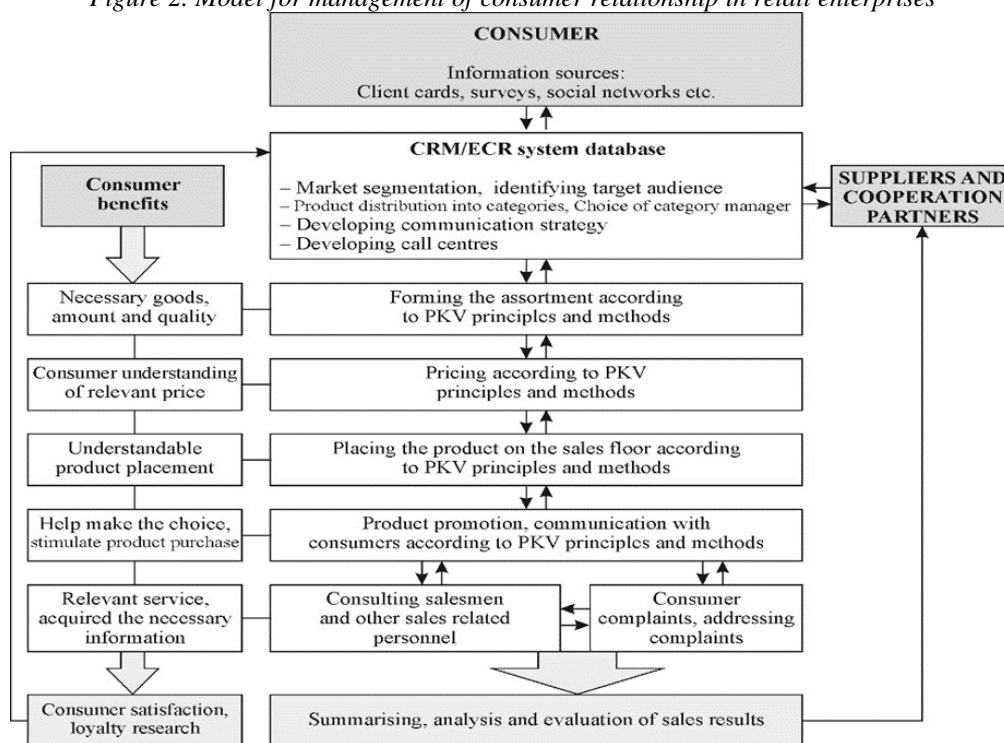 Figure 2. Model for management of consumer relationship in retail enterprises
CONSUMER
Information sources:
Client cards, surveys, social networks etc.
CRM/ECR system database
– Market segmentation, identifying target audience
– Product distribution into categories, Choice of category manager
– Developing communication strategy
– Developing call centres
Consumer
benefits
SUPPLIERS AND
COOPERATION
PARTNERS
Necessary goods,
amount and quality
Forming the assortment according
to PKV principles and methods
Consumer understanding
of relevant price
Pricing according to PKV
principles and methods
Understandable
product placement
Placing the product on the sales floor according
to PKV principles and methods
Help make the choice,
stimulate product purchase
Product promotion, communication with
consumers according to PKV principles and methods
Relevant service,
acquired the necessary
information
Consulting salesmen
and other sales related
personnel
Consumer
complaints, addressing
complaints
Consumer satisfaction,
loyalty research
Summarising, analysis and evaluation of sales results